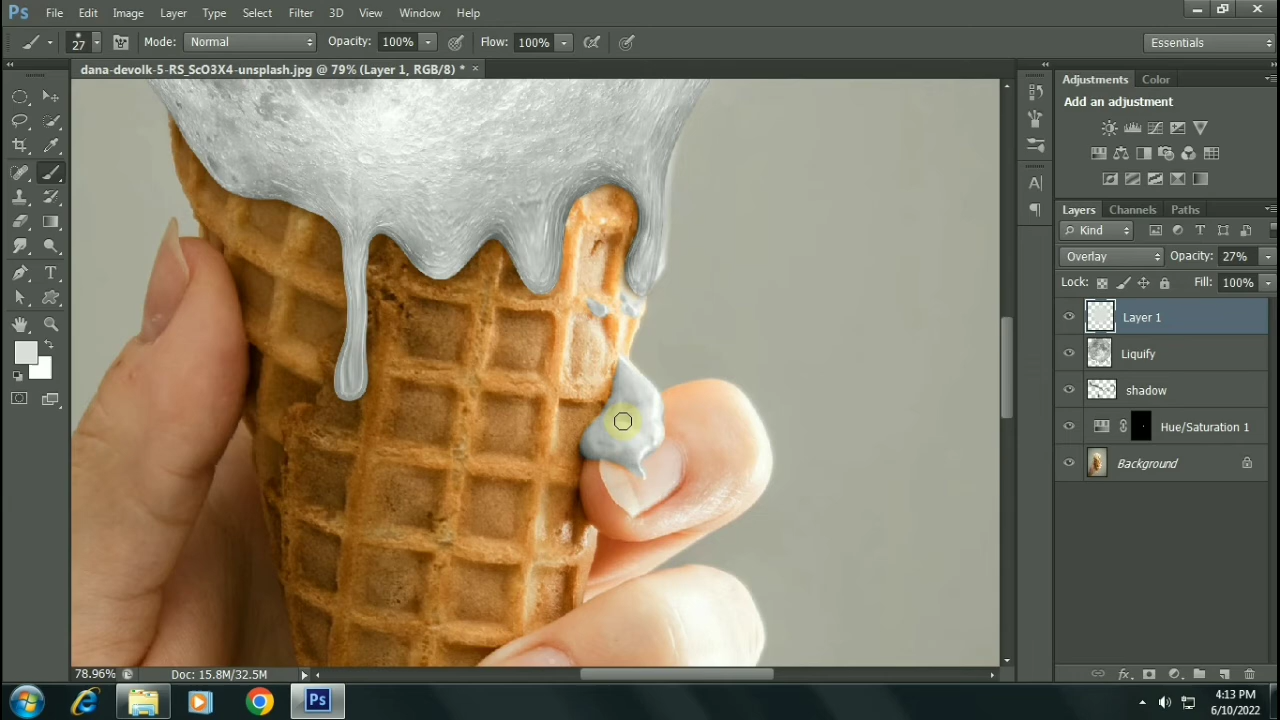 Ps File Edit Image Layer Type Select Filter 3D View Window Help
27 Mode: Normal Opacity: 100% Flow: 100% Essentials
dana-devolk-5-RS_ScO3X4-unsplash.jpg @ 79% (Layer 1, RGB/8) * ×
Adjustments Color
Add an adjustment
Layers Channels Paths
Kind
Overlay Opacity: 27%
Lock: Fill: 100%
Layer 1
Liquify
shadow
Hue/Saturation 1
Background
78.96% Doc: 15.8M/32.5M
Ps
4:13 PM
6/10/2022